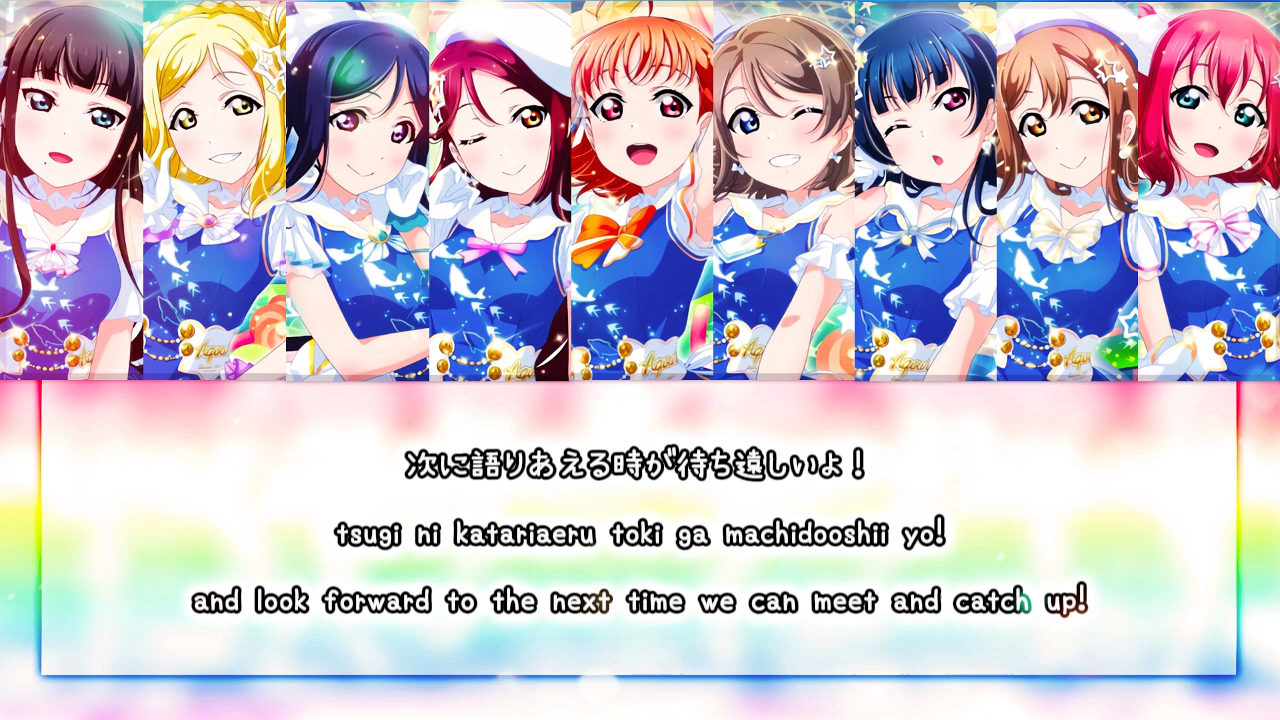 次に語りあえる時が待ち遠しいよ！
tsugi ni katariaeru toki ga machidooshii yo!
and look forward to the next time we can meet and catch up!